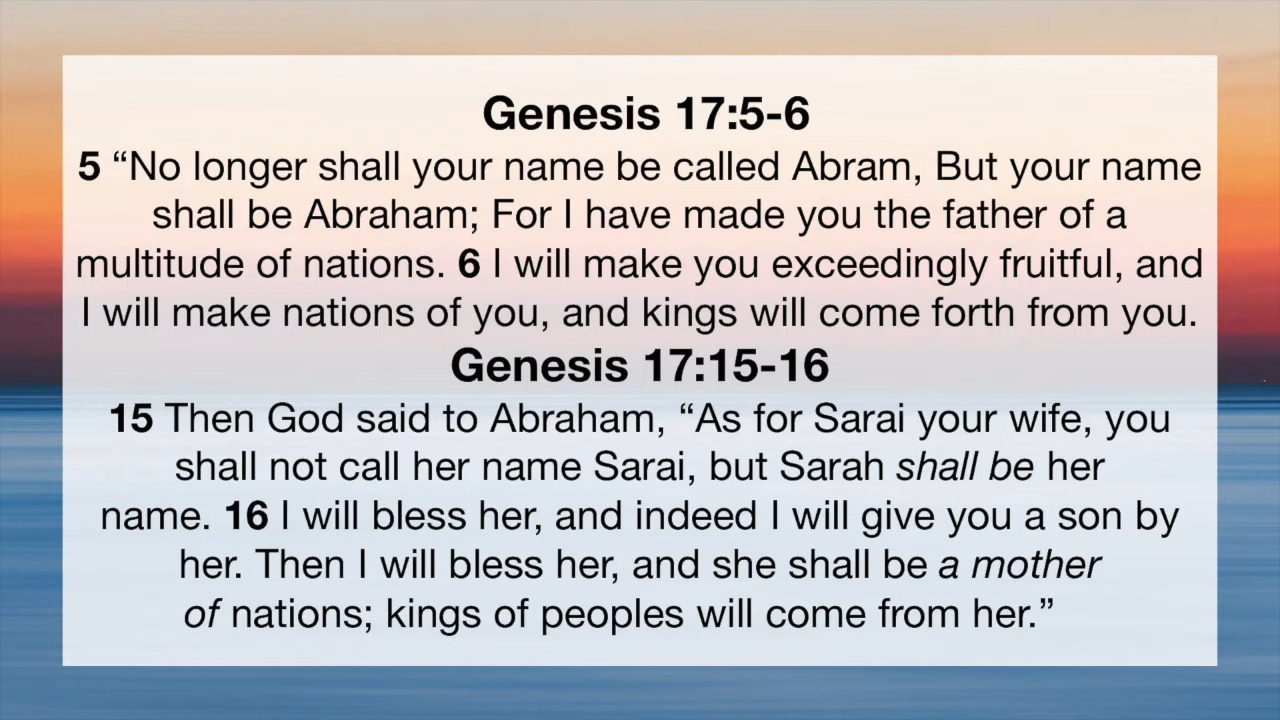 Genesis 17:5-6
5 “No longer shall your name be called Abram, But your name
shall be Abraham; For I have made you the father of a
multitude of nations. 6 I will make you exceedingly fruitful, and
I will make nations of you, and kings will come forth from you.
Genesis 17:15-16
15 Then God said to Abraham, “As for Sarai your wife, you
shall not call her name Sarai, but Sarah shall be her
name. 16 I will bless her, and indeed I will give you a son by
her. Then I will bless her, and she shall be a mother
of nations; kings of peoples will come from her.”